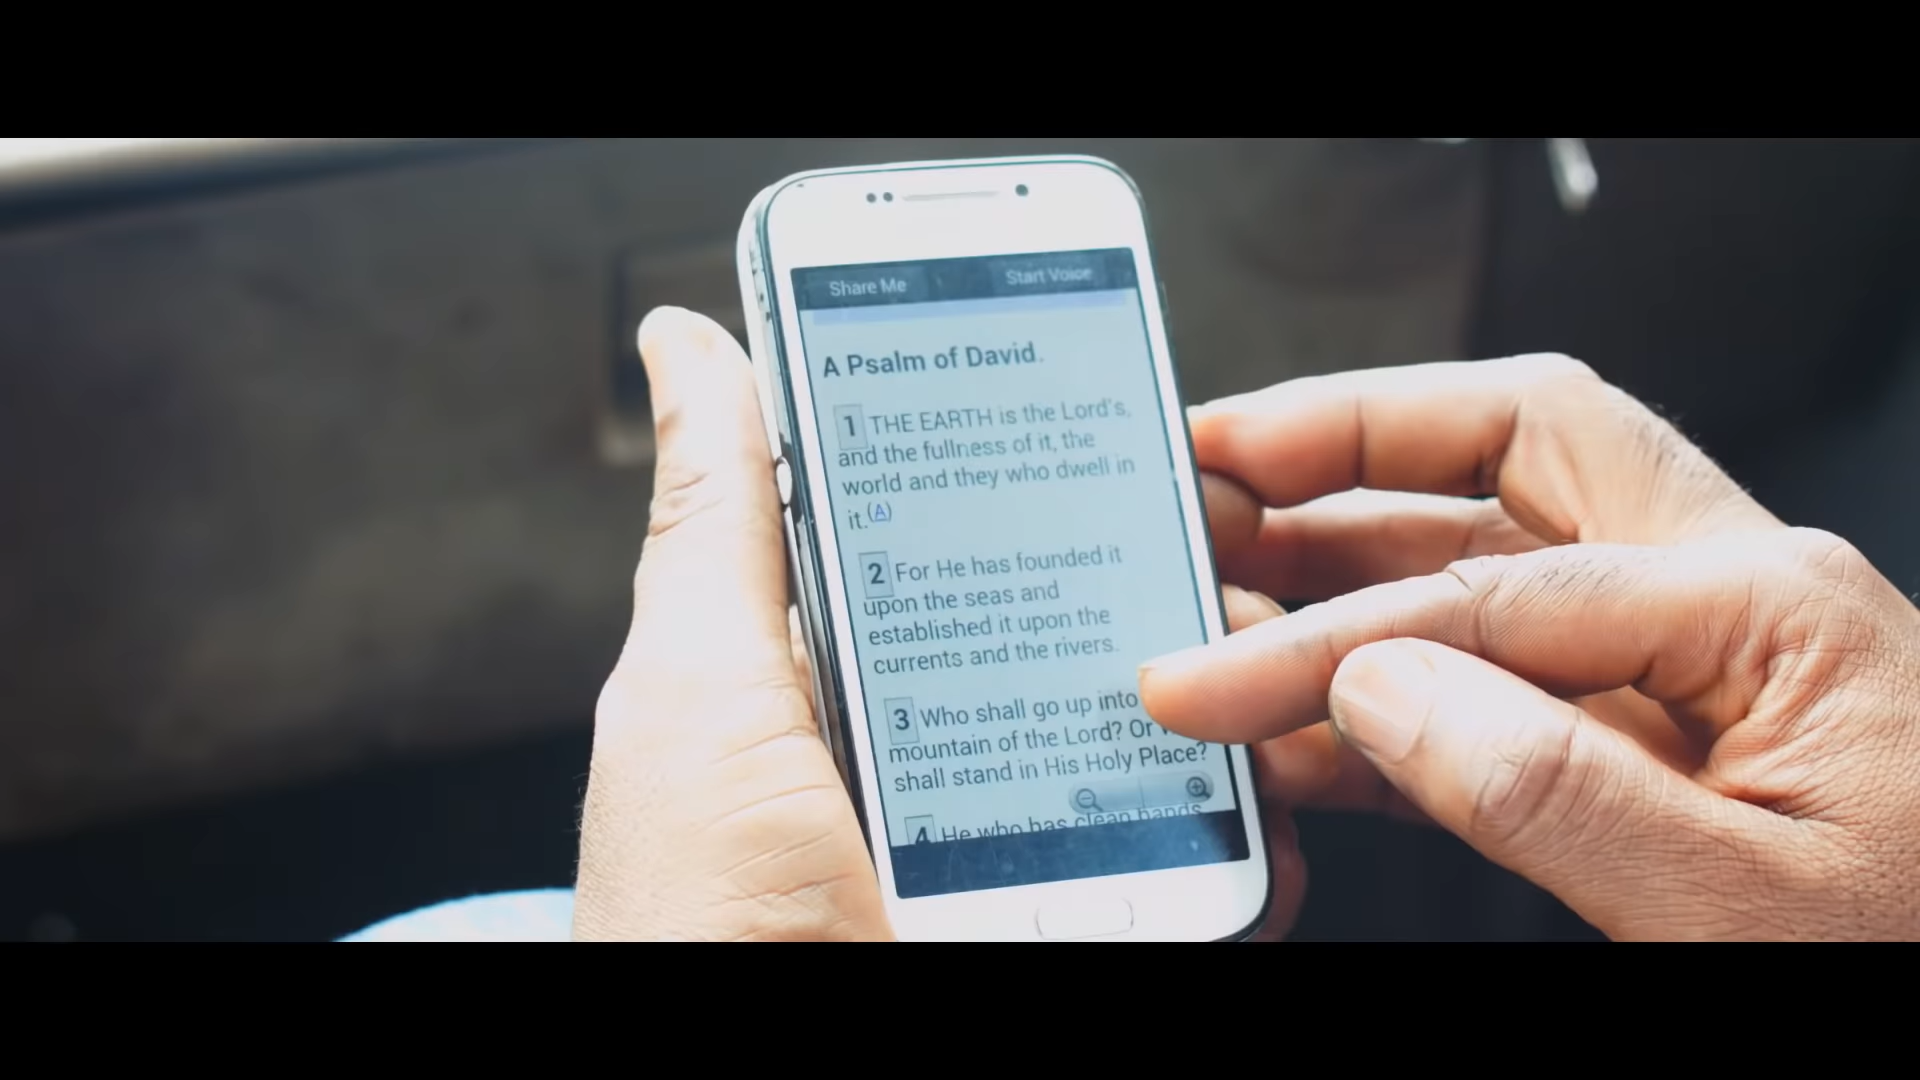 Share Me Start Voice
A Psalm of David.
1 THE EARTH is the Lord's,
and the fullness of it, the
world and they who dwell in
it.(A)
2 For He has founded it
upon the seas and
established it upon the
currents and the rivers.
3 Who shall go up into
mountain of the Lord? Or
shall stand in His Holy Place?
4 He who has clean hands